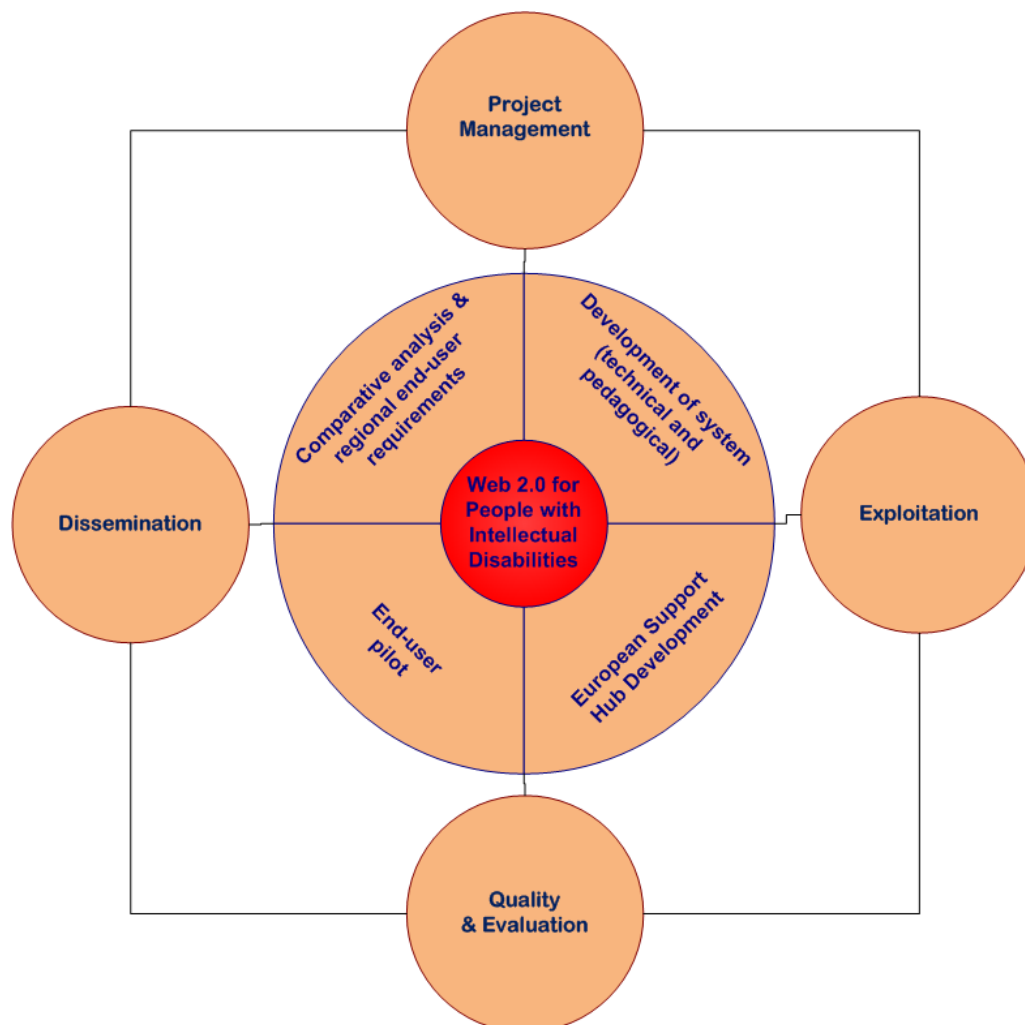 Project
Management
Comparative analysis &
regional end-user
requirements
Development of system
(technical and
pedagogical)
Dissemination
Web 2.0 for
People with
Intellectual
Disabilities
Exploitation
End-user
pilot
European Support
Hub Development
Quality
& Evaluation